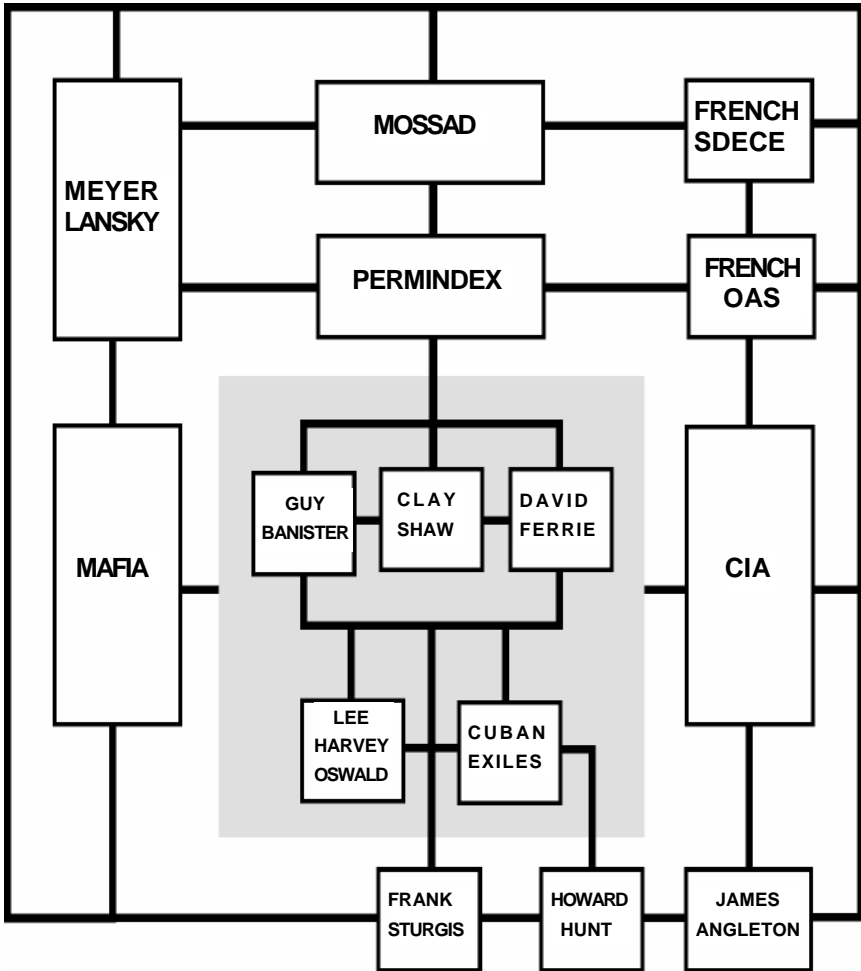 MOSSAD
FRENCH
SDECE
MEYER
LANSKY
PERMINDEX
FRENCH
OAS
GUY
BANISTER
CLAY
SHAW
DAVID
FERRIE
MAFIA
CIA
LEE
HARVEY
OSWALD
CUBAN
EXILES
FRANK
STURGIS
HOWARD
HUNT
JAMES
ANGLETON